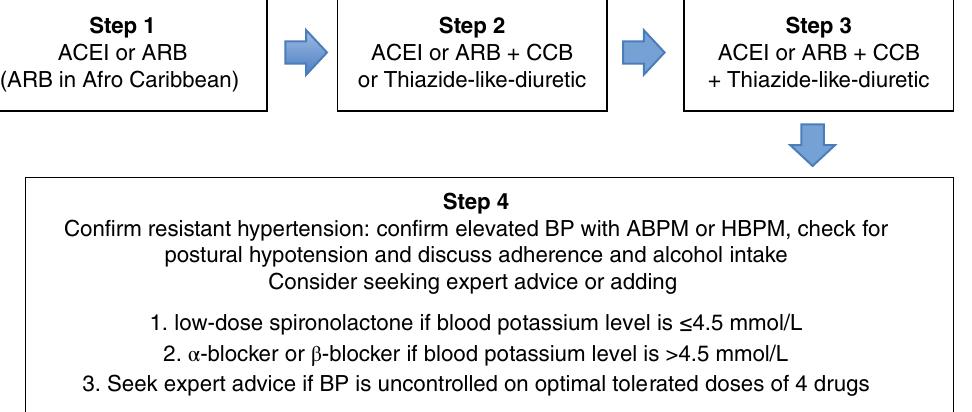 Step 1
ACEI or ARB
(ARB in Afro Caribbean)
Step 2
ACEI or ARB + CCB
or Thiazide-like-diuretic
Step 3
ACEI or ARB + CCB
+ Thiazide-like-diuretic
Step 4
Confirm resistant hypertension: confirm elevated BP with ABPM or HBPM, check for
postural hypotension and discuss adherence and alcohol intake
Consider seeking expert advice or adding
1. low-dose spironolactone if blood potassium level is ≤4.5 mmol/L
2. α-blocker or β-blocker if blood potassium level is >4.5 mmol/L
3. Seek expert advice if BP is uncontrolled on optimal tolerated doses of 4 drugs